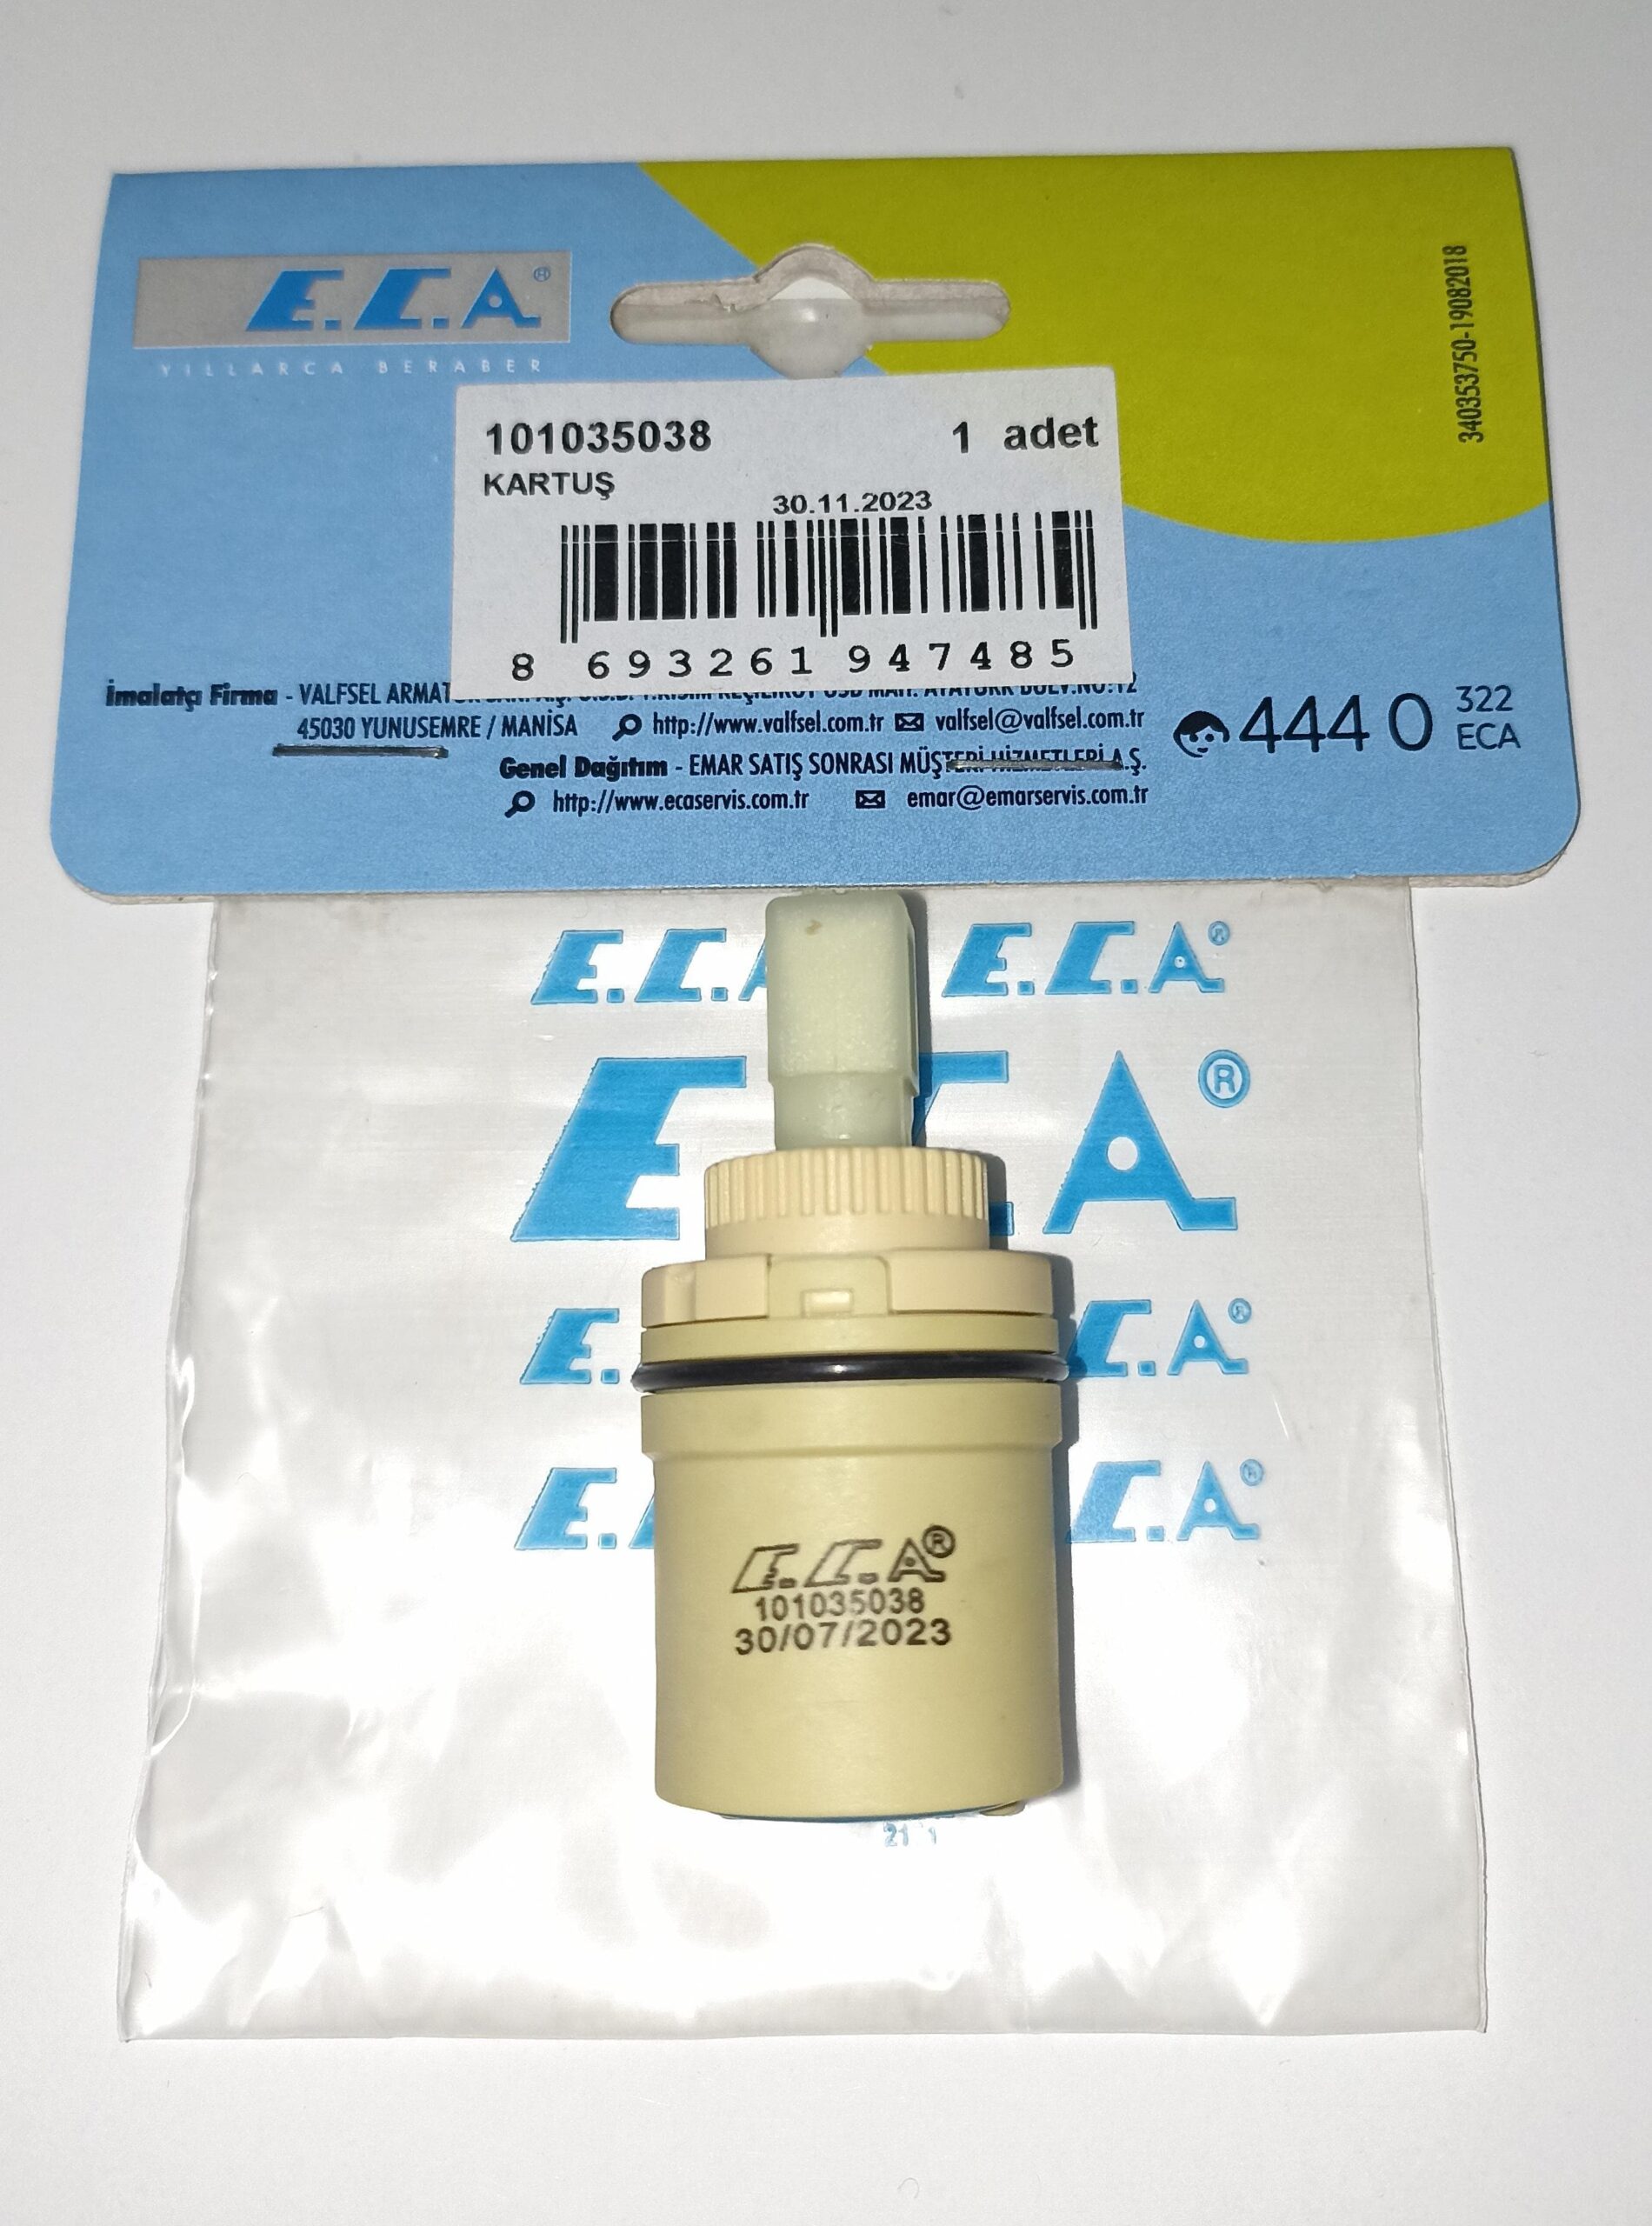 E.C.A®
YILLARCA BERABER
340353750-19082018
101035038 1 adet
KARTUŞ
30.11.2023
8 693261 947485
İmalatçı Firma - VALFSEL ARMAT
45030 YUNUSEMRE / MANİSA http://www.valfsel.com.tr valfsel@valfsel.com.tr
444 0 322
ECA
Genel Dağıtım - EMAR SATIŞ SONRASI MÜŞTERİ HİZMETLERİ A.Ş.
http://www.ecaservis.com.tr emar@emarservis.com.tr
E.C.A E.C.A®
E A®
E. C.A®
E. C.A®
E.C.A®
101035038
30/07/2023
21